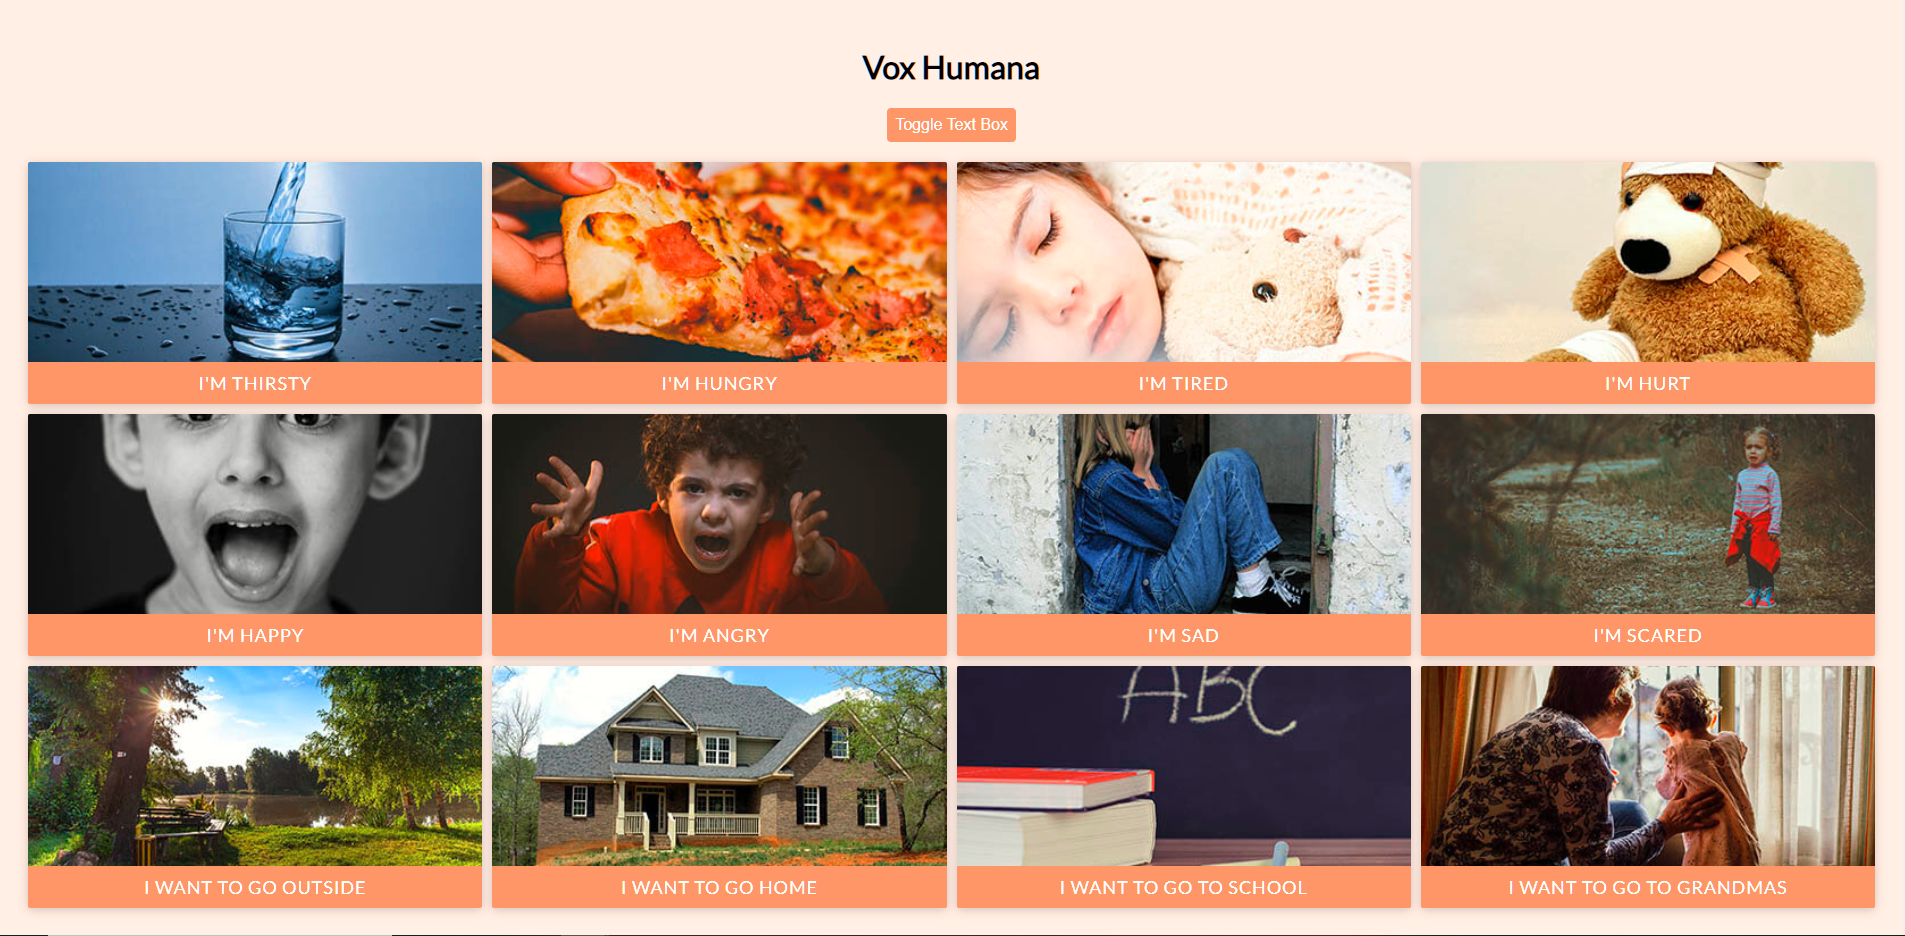 Vox Humana
Toggle Text Box
I'M THIRSTY
I'M HUNGRY
I'M TIRED
I'M HURT
I'M HAPPY
I'M ANGRY
I'M SAD
I'M SCARED
I WANT TO GO OUTSIDE
I WANT TO GO HOME
ABC
I WANT TO GO TO SCHOOL
I WANT TO GO TO GRANDMAS